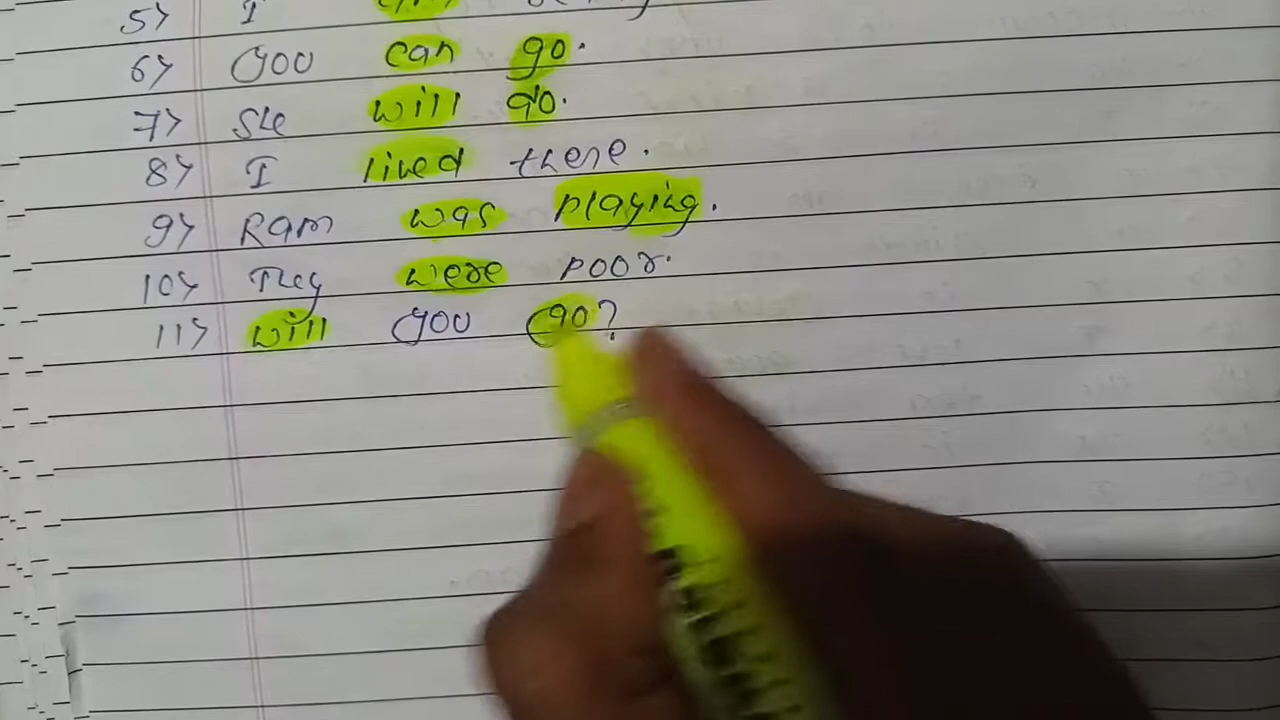 5> I
6> You can go.
7> She will go.
8> I lived there.
9> Ram was playing.
10> They were poor.
11> will you go?